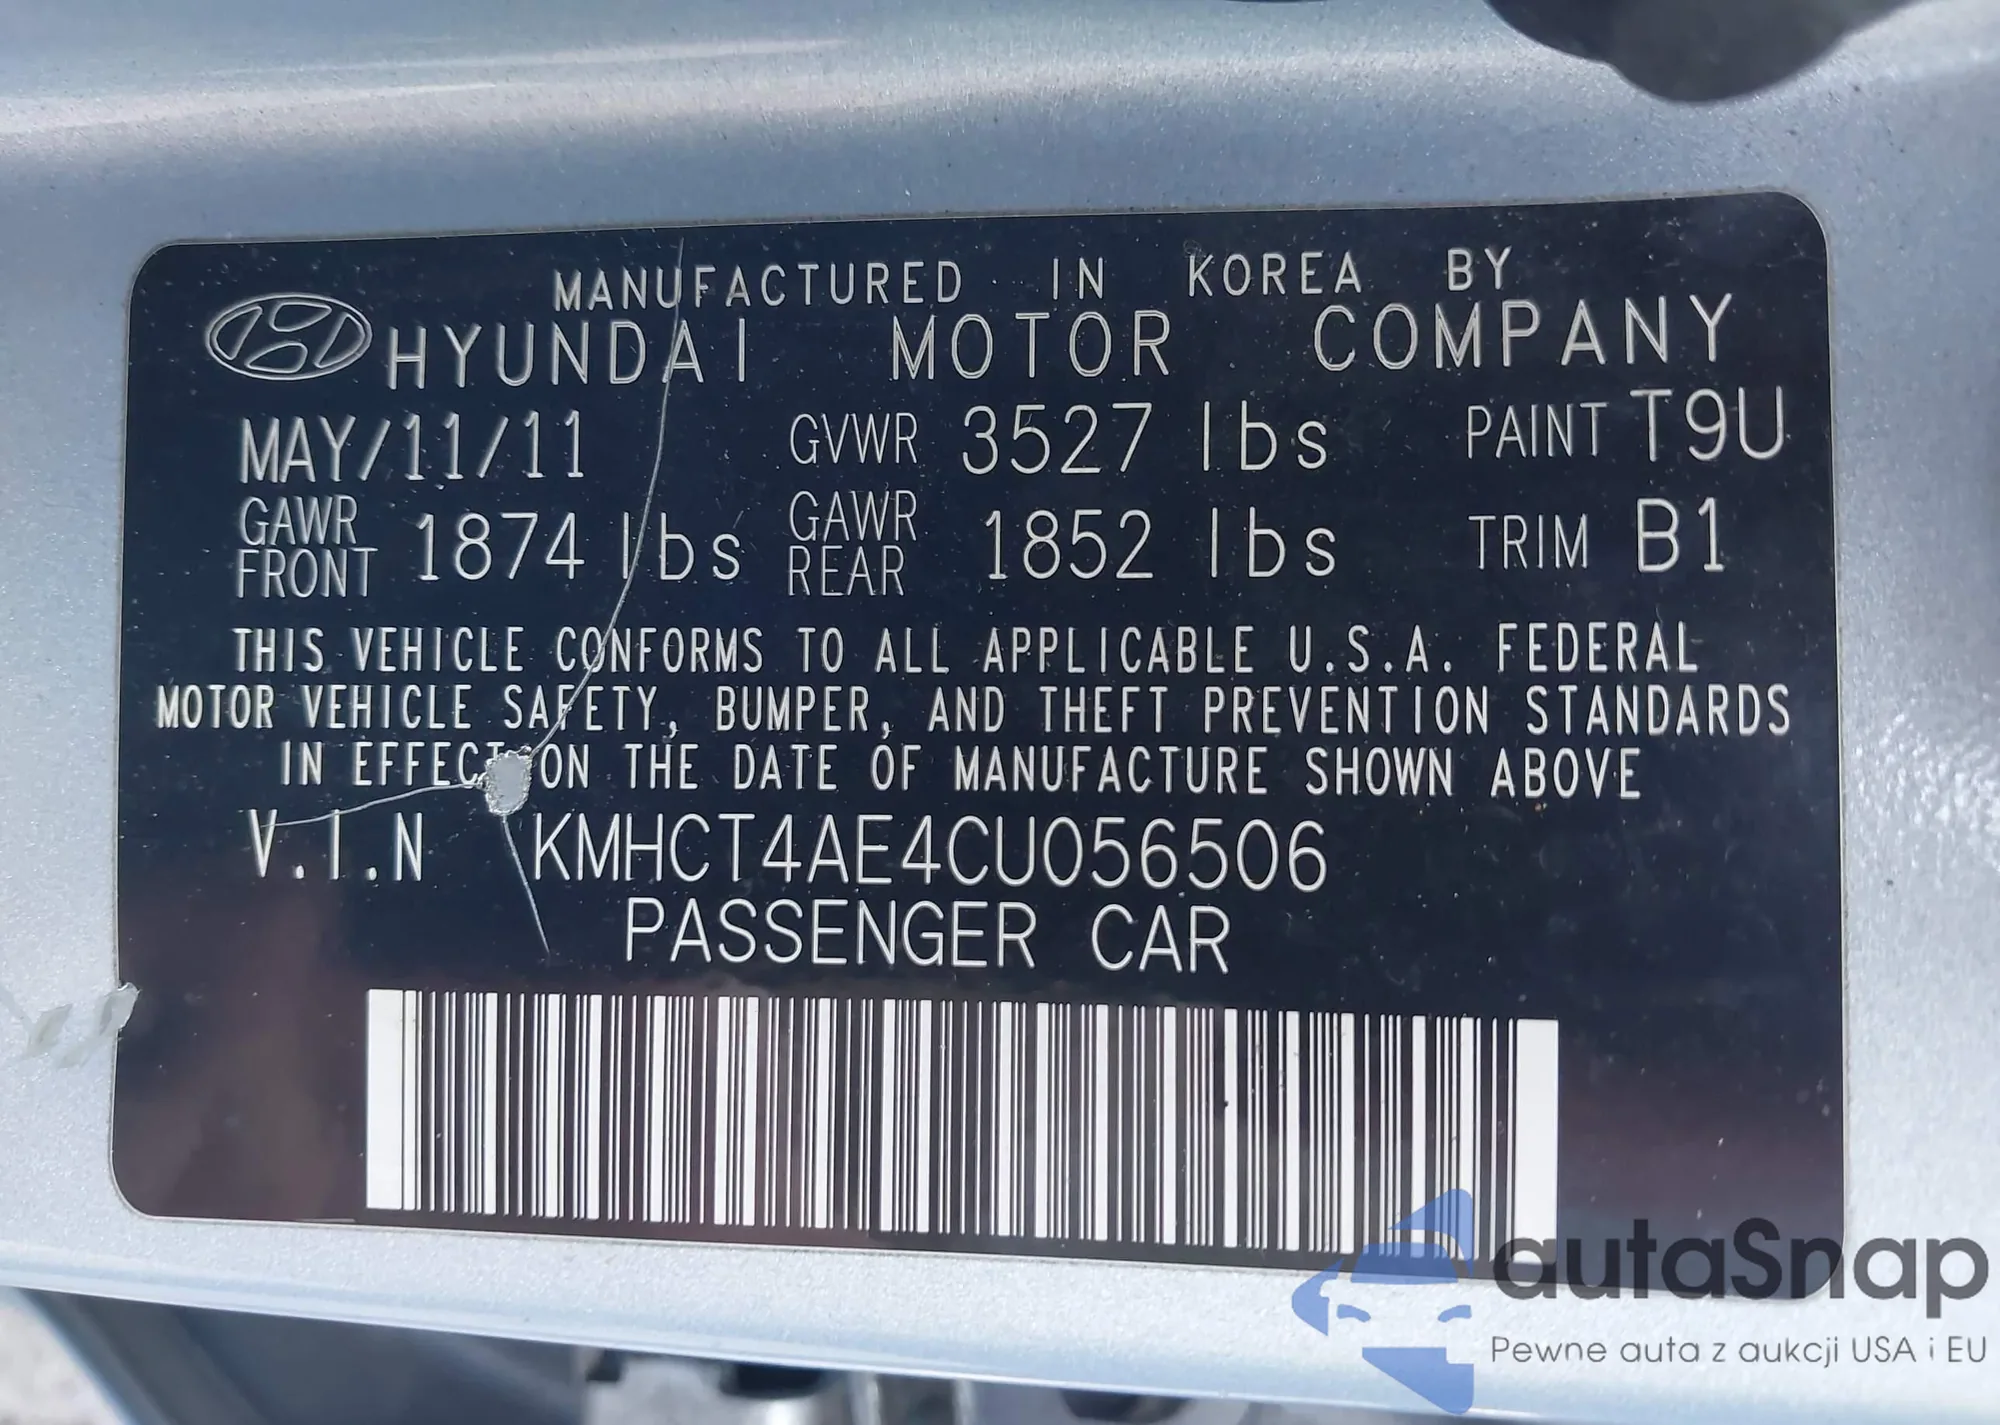 MANUFACTURED IN KOREA BY
HYUNDAI MOTOR COMPANY
MAY/11/11 GVWR 3527 lbs PAINT T9U
GAWR FRONT 1874 lbs GAWR REAR 1852 lbs TRIM B1
THIS VEHICLE CONFORMS TO ALL APPLICABLE U.S.A. FEDERAL
MOTOR VEHICLE SAFETY, BUMPER, AND THEFT PREVENTION STANDARDS
IN EFFECT ON THE DATE OF MANUFACTURE SHOWN ABOVE
V.I.N KMHCT4AE4CU056506
PASSENGER CAR
autaSnap
Pewne auta z aukcji USA i EU